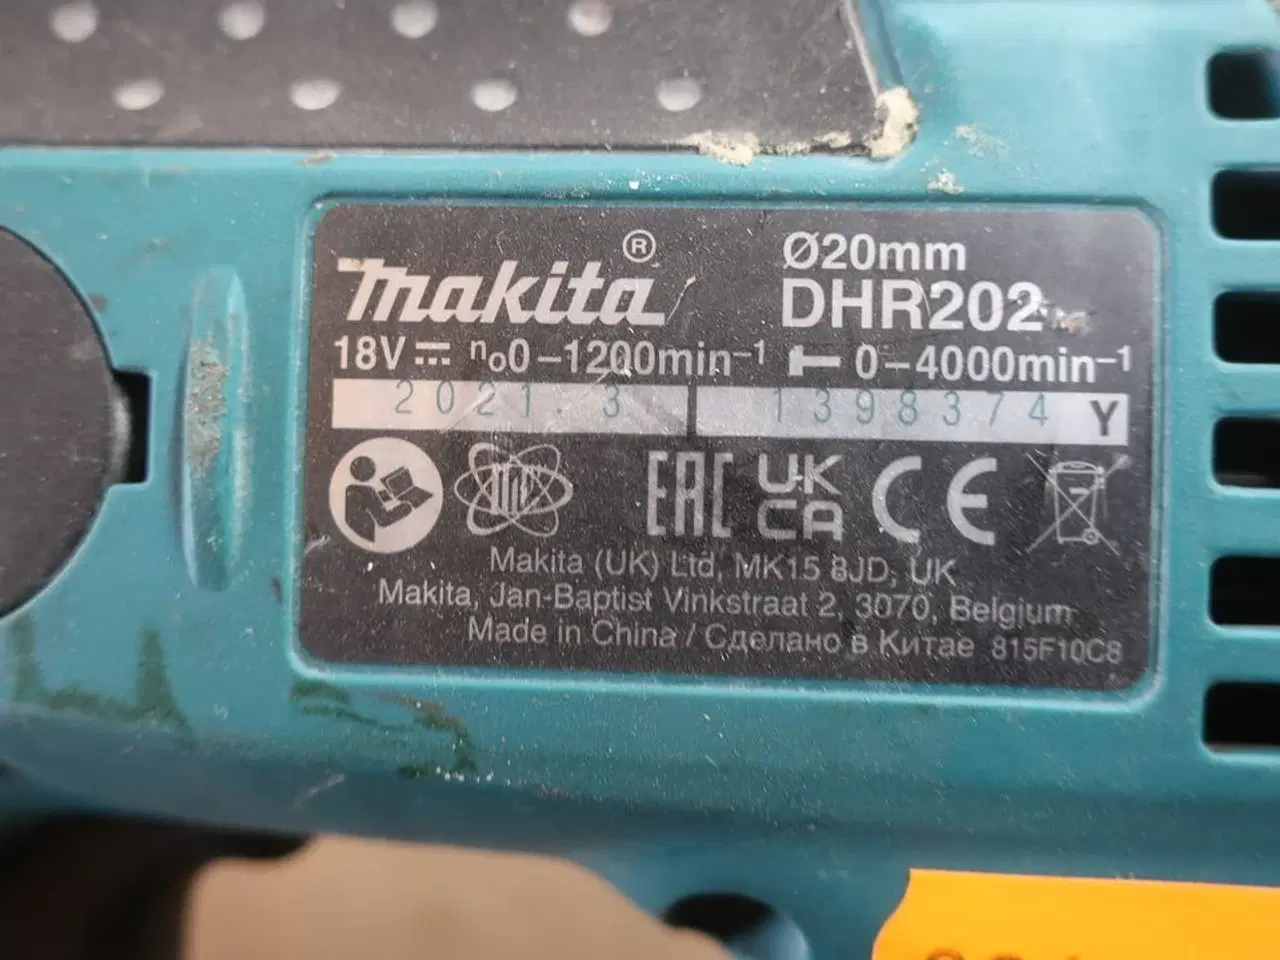 makita®
Ø20mm
DHR202
18V ⎓ n₀0–1200min⁻¹ 0–4000min⁻¹
2021. 3 1398374 Y
EAC UK CA CE
Makita (UK) Ltd, MK15 8JD, UK
Makita, Jan-Baptist Vinkstraat 2, 3070, Belgium
Made in China / Сделано в Китае 815F10C8